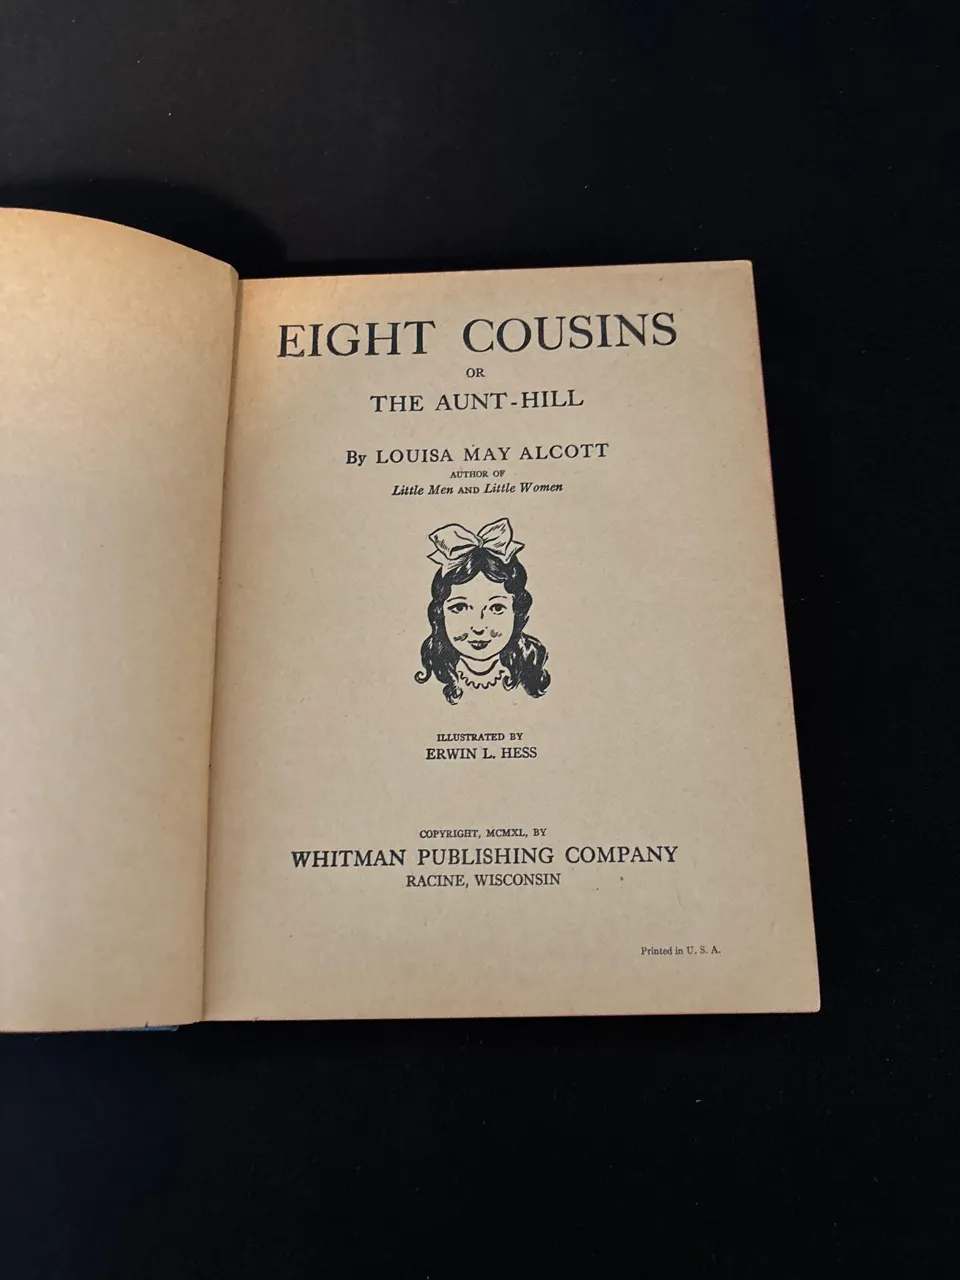 EIGHT COUSINS
OR
THE AUNT-HILL
By LOUISA MAY ALCOTT
AUTHOR OF
Little Men AND Little Women
ILLUSTRATED BY
ERWIN L. HESS
COPYRIGHT, MCMXL, BY
WHITMAN PUBLISHING COMPANY
RACINE, WISCONSIN
Printed in U. S. A.